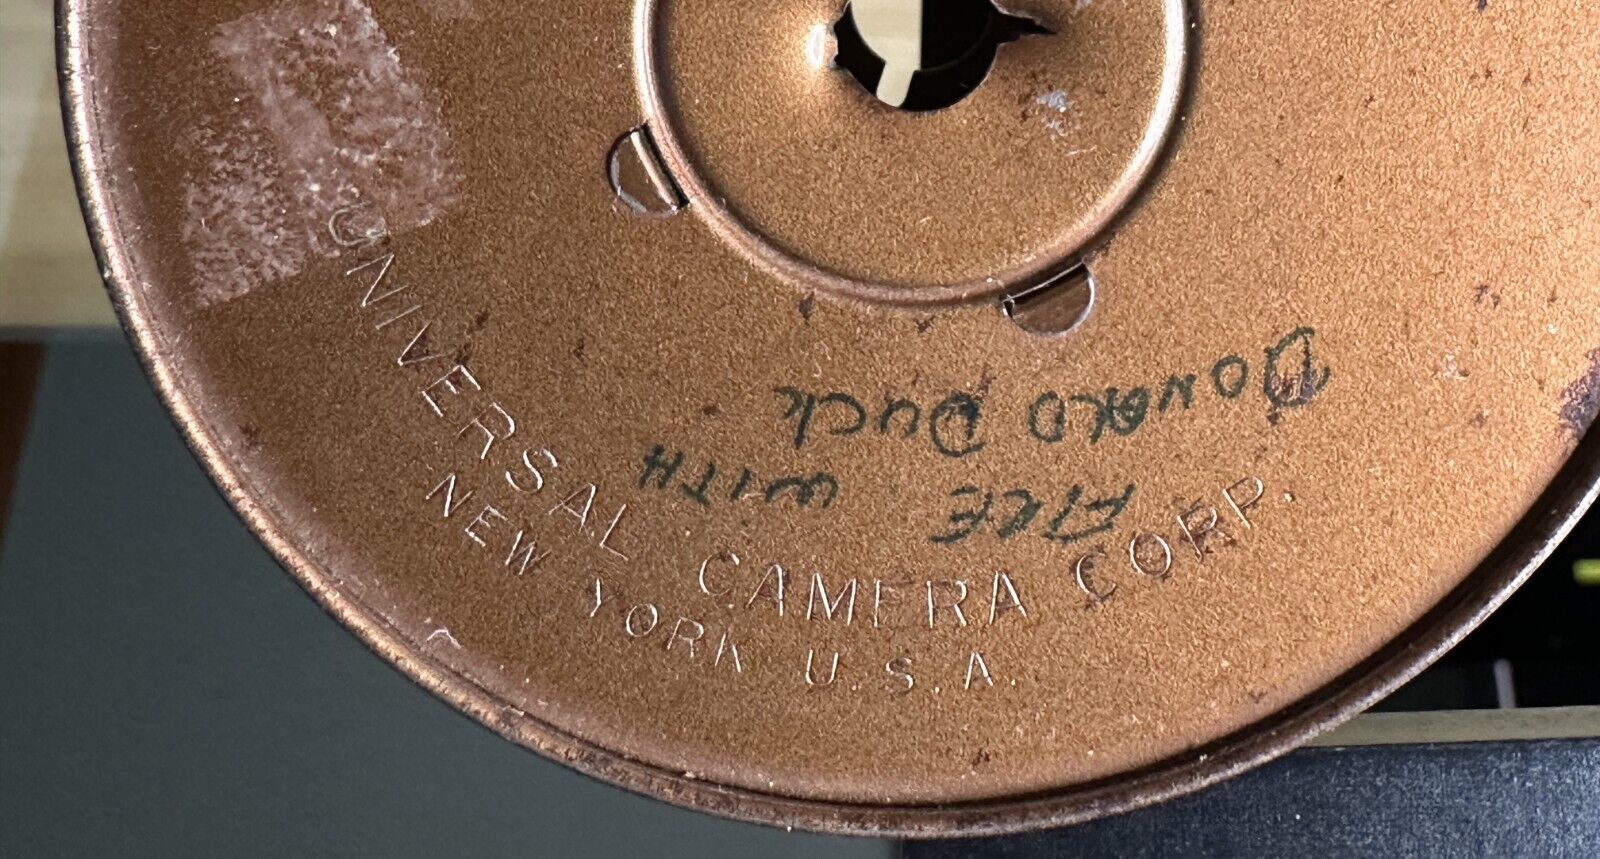 UNIVERSAL CAMERA CORP.
NEW YORK U.S.A.
FIRE WITH
DONALD DUCK